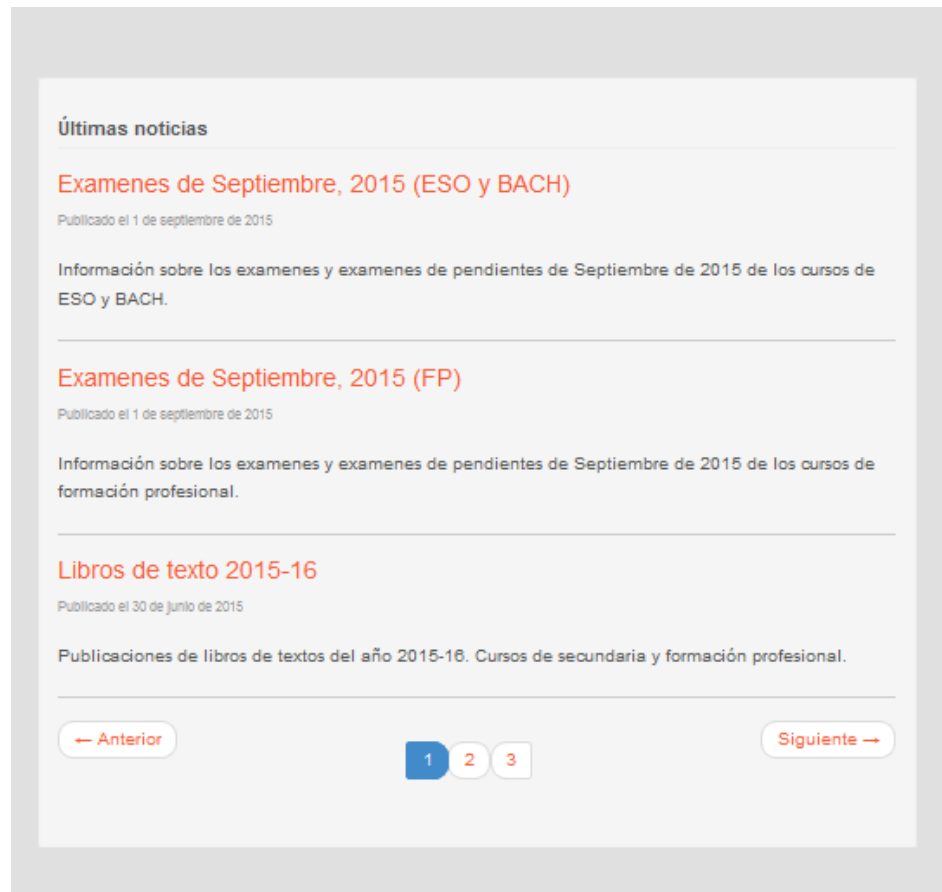 Últimas noticias
Examenes de Septiembre, 2015 (ESO y BACH)
Publicado el 1 de septiembre de 2015
Información sobre los examenes y examenes de pendientes de Septiembre de 2015 de los cursos de
ESO y BACH.
Examenes de Septiembre, 2015 (FP)
Publicado el 1 de septiembre de 2015
Información sobre los examenes y examenes de pendientes de Septiembre de 2015 de los cursos de
formación profesional.
Libros de texto 2015-16
Publicado el 30 de junio de 2015
Publicaciones de libros de textos del año 2015-16. Cursos de secundaria y formación profesional.
← Anterior
1 2 3
Siguiente →